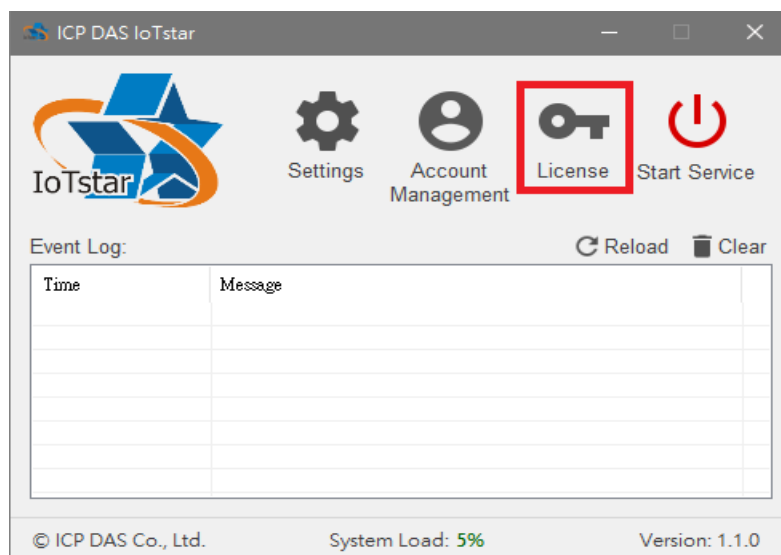 ICP DAS IoTstar
IoTstar
Settings
Account
Management
License
Start Service
Event Log:
Reload
Clear
Time
Message
© ICP DAS Co., Ltd.
System Load: 5%
Version: 1.1.0